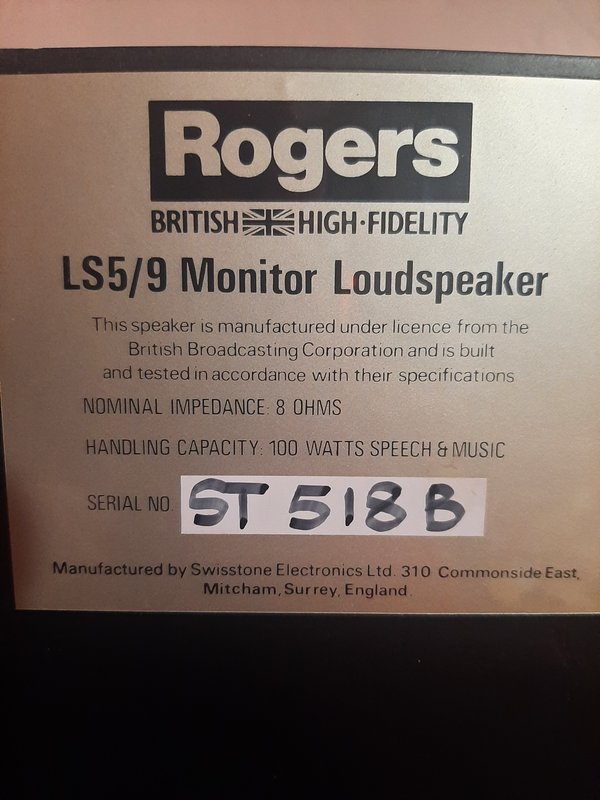 Rogers
BRITISH HIGH·FIDELITY
LS5/9 Monitor Loudspeaker
This speaker is manufactured under licence from the
British Broadcasting Corporation and is built
and tested in accordance with their specifications
NOMINAL IMPEDANCE: 8 OHMS
HANDLING CAPACITY: 100 WATTS SPEECH & MUSIC
SERIAL NO. ST 518 B
Manufactured by Swisstone Electronics Ltd. 310 Commonside East,
Mitcham, Surrey, England.